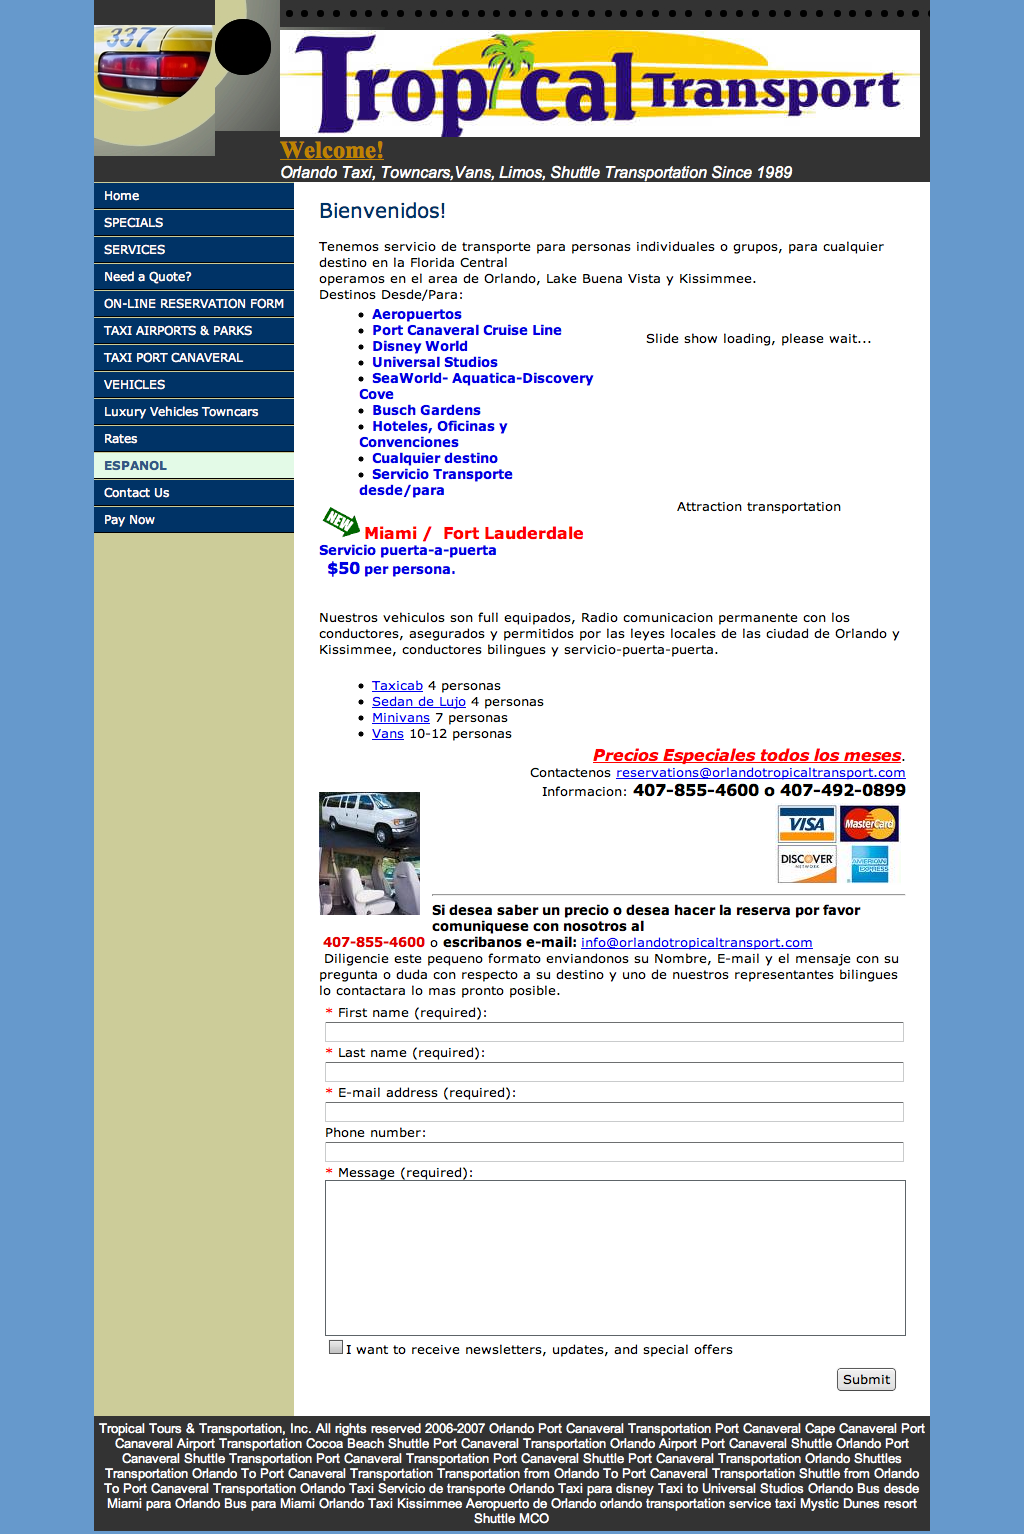 337
Tropical Transport
Welcome!
Orlando Taxi, Towncars,Vans, Limos, Shuttle Transportation Since 1989
Home
SPECIALS
SERVICES
Need a Quote?
ON-LINE RESERVATION FORM
TAXI AIRPORTS & PARKS
TAXI PORT CANAVERAL
VEHICLES
Luxury Vehicles Towncars
Rates
ESPANOL
Contact Us
Pay Now
Bienvenidos!
Tenemos servicio de transporte para personas individuales o grupos, para cualquier
destino en la Florida Central
operamos en el area de Orlando, Lake Buena Vista y Kissimmee.
Destinos Desde/Para:
• Aeropuertos
• Port Canaveral Cruise Line
• Disney World
• Universal Studios
• SeaWorld- Aquatica-Discovery
Cove
• Busch Gardens
• Hoteles, Oficinas y
Convenciones
• Cualquier destino
• Servicio Transporte
desde/para
Slide show loading, please wait...
Attraction transportation
NEW Miami / Fort Lauderdale
Servicio puerta-a-puerta
$50 per persona.
Nuestros vehiculos son full equipados, Radio comunicacion permanente con los
conductores, asegurados y permitidos por las leyes locales de las ciudad de Orlando y
Kissimmee, conductores bilingues y servicio-puerta-puerta.
• Taxicab 4 personas
• Sedan de Lujo 4 personas
• Minivans 7 personas
• Vans 10-12 personas
Precios Especiales todos los meses.
Contactenos reservations@orlandotropicaltransport.com
Informacion: 407-855-4600 o 407-492-0899
VISA MasterCard
DISCOVER NETWORK AMERICAN EXPRESS
Si desea saber un precio o desea hacer la reserva por favor
comuniquese con nosotros al
407-855-4600 o escribanos e-mail: info@orlandotropicaltransport.com
Diligencie este pequeno formato enviandonos su Nombre, E-mail y el mensaje con su
pregunta o duda con respecto a su destino y uno de nuestros representantes bilingues
lo contactara lo mas pronto posible.
* First name (required):
* Last name (required):
* E-mail address (required):
Phone number:
* Message (required):
I want to receive newsletters, updates, and special offers
Submit
Tropical Tours & Transportation, Inc. All rights reserved 2006-2007 Orlando Port Canaveral Transportation Port Canaveral Cape Canaveral Port
Canaveral Airport Transportation Cocoa Beach Shuttle Port Canaveral Transportation Orlando Airport Port Canaveral Shuttle Orlando Port
Canaveral Shuttle Transportation Port Canaveral Transportation Port Canaveral Shuttle Port Canaveral Transportation Orlando Shuttles
Transportation Orlando To Port Canaveral Transportation Transportation from Orlando To Port Canaveral Transportation Shuttle from Orlando
To Port Canaveral Transportation Orlando Taxi Servicio de transporte Orlando Taxi para disney Taxi to Universal Studios Orlando Bus desde
Miami para Orlando Bus para Miami Orlando Taxi Kissimmee Aeropuerto de Orlando orlando transportation service taxi Mystic Dunes resort
Shuttle MCO